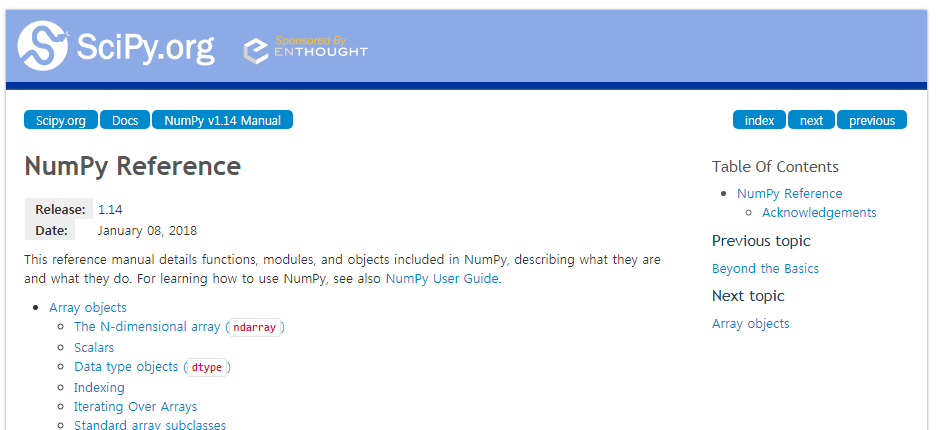 SciPy.org
Sponsored By
ENTHOUGHT
Scipy.org Docs NumPy v1.14 Manual
index next previous
NumPy Reference
Release: 1.14
Date: January 08, 2018
This reference manual details functions, modules, and objects included in NumPy, describing what they are
and what they do. For learning how to use NumPy, see also NumPy User Guide.
Array objects
The N-dimensional array (ndarray)
Scalars
Data type objects (dtype)
Indexing
Iterating Over Arrays
Standard array subclasses
Table Of Contents
NumPy Reference
Acknowledgements
Previous topic
Beyond the Basics
Next topic
Array objects